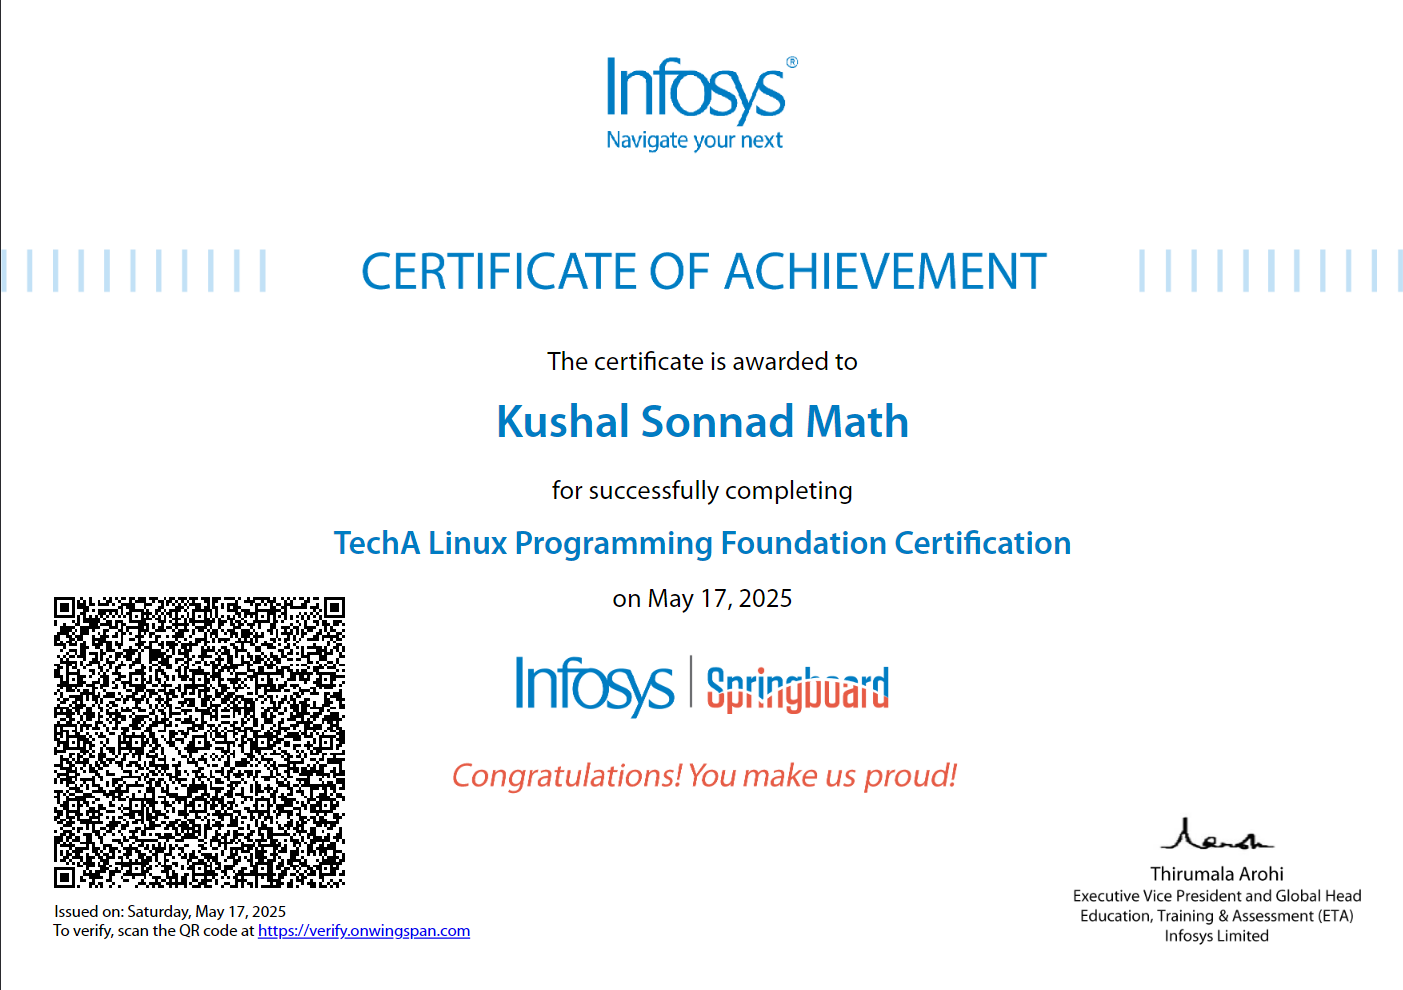 Infosys®
Navigate your next
CERTIFICATE OF ACHIEVEMENT
The certificate is awarded to
Kushal Sonnad Math
for successfully completing
TechA Linux Programming Foundation Certification
on May 17, 2025
Infosys | Springboard
Congratulations! You make us proud!
Thirumala Arohi
Executive Vice President and Global Head
Education, Training & Assessment (ETA)
Infosys Limited
Issued on: Saturday, May 17, 2025
To verify, scan the QR code at https://verify.onwingspan.com